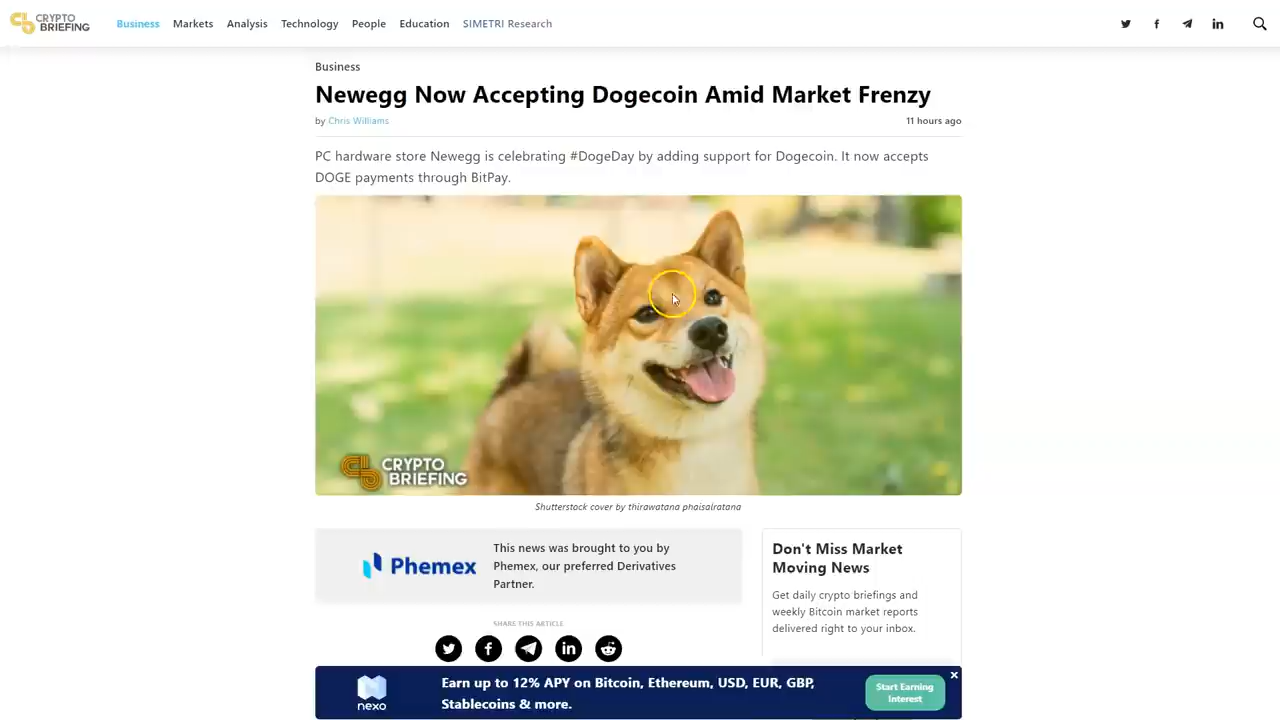 CRYPTO
BRIEFING
Business Markets Analysis Technology People Education SIMETRI Research
Business
Newegg Now Accepting Dogecoin Amid Market Frenzy
by Chris Williams
11 hours ago
PC hardware store Newegg is celebrating #DogeDay by adding support for Dogecoin. It now accepts
DOGE payments through BitPay.
CRYPTO
BRIEFING
Shutterstock cover by thirawatana phaisalratana
Phemex
This news was brought to you by
Phemex, our preferred Derivatives
Partner.
Don't Miss Market
Moving News
Get daily crypto briefings and
weekly Bitcoin market reports
delivered right to your inbox.
SHARE THIS ARTICLE
nexo
Earn up to 12% APY on Bitcoin, Ethereum, USD, EUR, GBP,
Stablecoins & more.
Start Earning
Interest